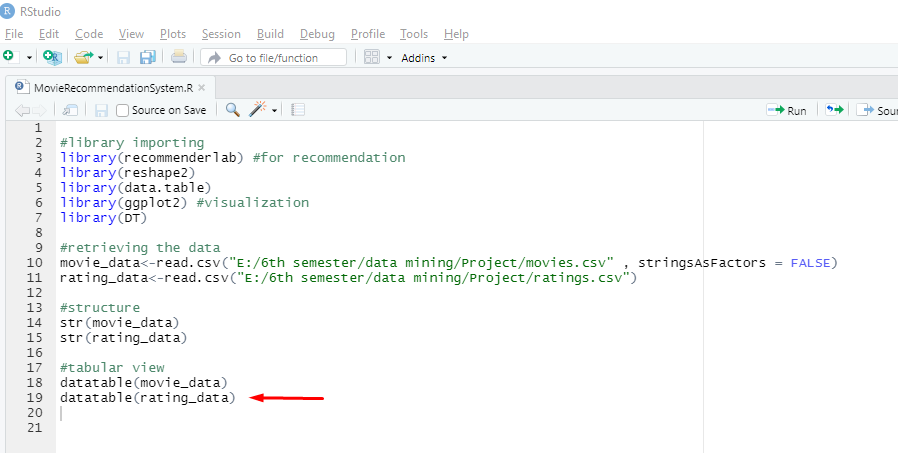 RStudio
File Edit Code View Plots Session Build Debug Profile Tools Help
Go to file/function Addins
MovieRecommendationSystem.R
Source on Save Run Sour
1
2 #library importing
3 library(recommenderlab) #for recommendation
4 library(reshape2)
5 library(data.table)
6 library(ggplot2) #visualization
7 library(DT)
8
9 #retrieving the data
10 movie_data<-read.csv("E:/6th semester/data mining/Project/movies.csv" , stringsAsFactors = FALSE)
11 rating_data<-read.csv("E:/6th semester/data mining/Project/ratings.csv")
12
13 #structure
14 str(movie_data)
15 str(rating_data)
16
17 #tabular view
18 datatable(movie_data)
19 datatable(rating_data)
20
21